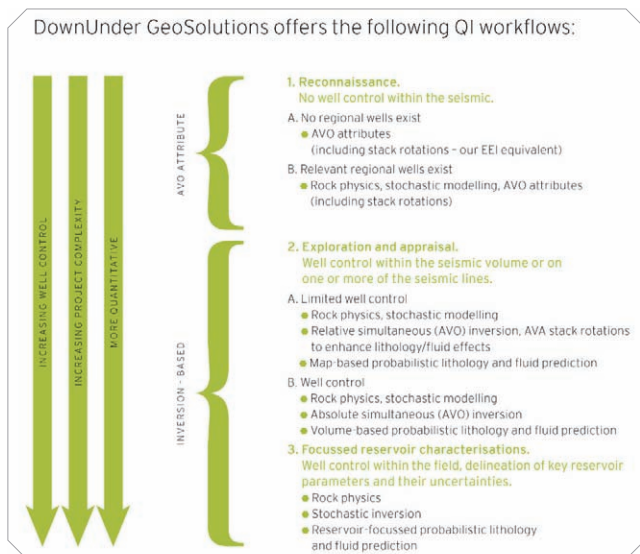 DownUnder GeoSolutions offers the following QI workflows:
INCREASING WELL CONTROL
INCREASING PROJECT COMPLEXITY
MORE QUANTITATIVE
AVO ATTRIBUTE
1. Reconnaissance.
No well control within the seismic.
A. No regional wells exist
● AVO attributes
(including stack rotations – our EEI equivalent)
B. Relevant regional wells exist
● Rock physics, stochastic modelling, AVO attributes
(including stack rotations)
INVERSION - BASED
2. Exploration and appraisal.
Well control within the seismic volume or on
one or more of the seismic lines.
A. Limited well control
● Rock physics, stochastic modelling
● Relative simultaneous (AVO) inversion, AVA stack rotations
to enhance lithology/fluid effects
● Map-based probabilistic lithology and fluid prediction
B. Well control
● Rock physics, stochastic modelling
● Absolute simultaneous (AVO) inversion
● Volume-based probabilistic lithology and fluid prediction
3. Focussed reservoir characterisations.
Well control within the field, delineation of key reservoir
parameters and their uncertainties.
● Rock physics
● Stochastic inversion
● Reservoir-focussed probabilistic lithology
and fluid prediction